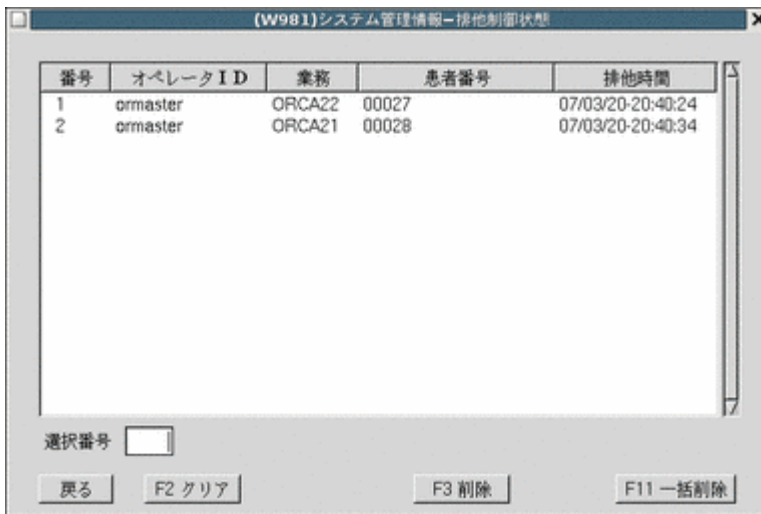 (W981)システム管理情報-排他制御状態
番号 オペレータID 業務 患者番号 排他時間
1 ormaster ORCA22 00027 07/03/20-20:40:24
2 ormaster ORCA21 00028 07/03/20-20:40:34
選択番号
戻る F2 クリア F3 削除 F11 一括削除